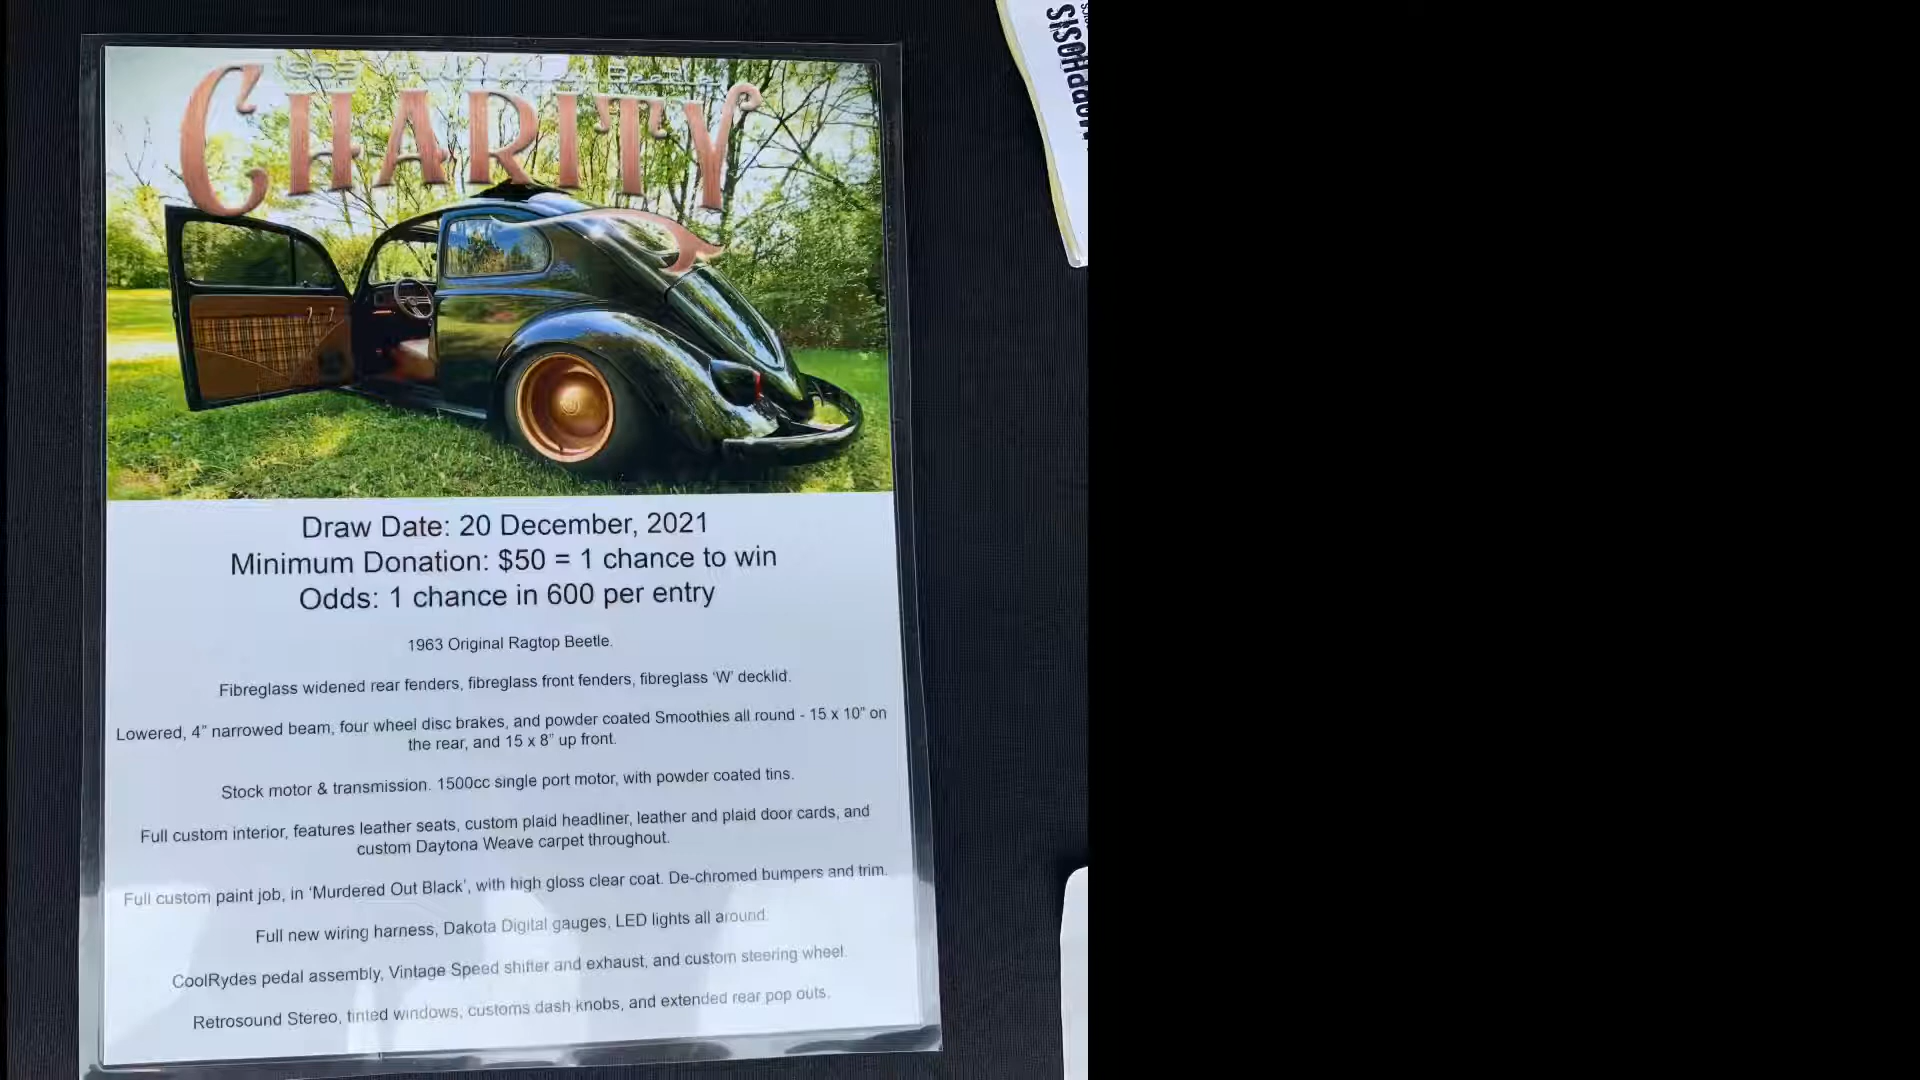 CHARITY
Draw Date: 20 December, 2021
Minimum Donation: $50 = 1 chance to win
Odds: 1 chance in 600 per entry
1963 Original Ragtop Beetle.
Fibreglass widened rear fenders, fibreglass front fenders, fibreglass ‘W’ decklid.
Lowered, 4” narrowed beam, four wheel disc brakes, and powder coated Smoothies all round - 15 x 10” on
the rear, and 15 x 8” up front.
Stock motor & transmission. 1500cc single port motor, with powder coated tins.
Full custom interior, features leather seats, custom plaid headliner, leather and plaid door cards, and
custom Daytona Weave carpet throughout.
Full custom paint job, in ‘Murdered Out Black’, with high gloss clear coat. De-chromed bumpers and trim.
Full new wiring harness, Dakota Digital gauges, LED lights all around.
CoolRydes pedal assembly, Vintage Speed shifter and exhaust, and custom steering wheel.
Retrosound Stereo, tinted windows, customs dash knobs, and extended rear pop outs.